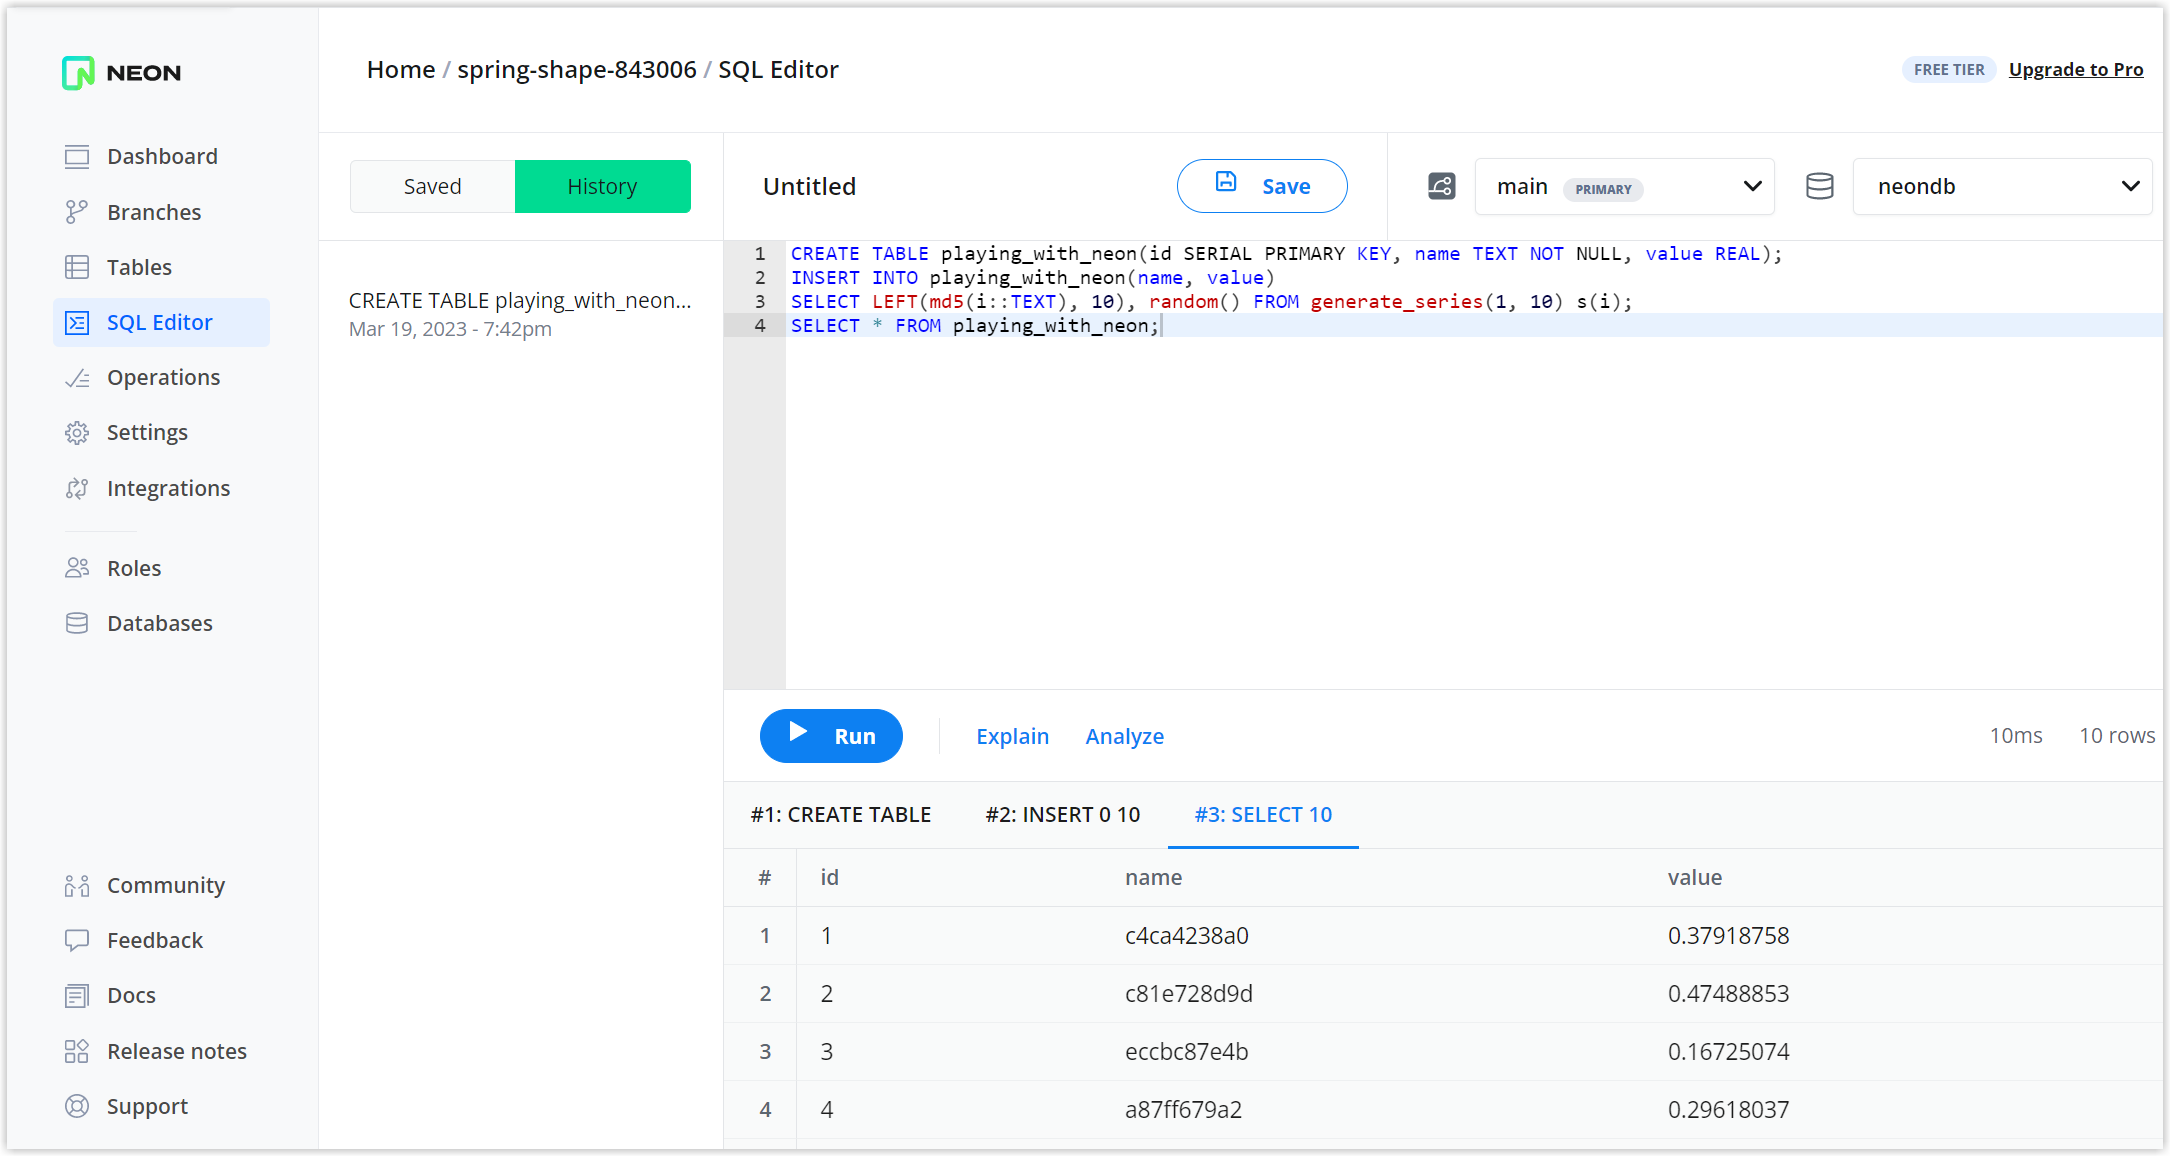 NEON
Dashboard
Branches
Tables
SQL Editor
Operations
Settings
Integrations
Roles
Databases
Community
Feedback
Docs
Release notes
Support
Home / spring-shape-843006 / SQL Editor
FREE TIER Upgrade to Pro
Saved History
CREATE TABLE playing_with_neon...
Mar 19, 2023 - 7:42pm
Untitled Save main PRIMARY neondb
1 CREATE TABLE playing_with_neon(id SERIAL PRIMARY KEY, name TEXT NOT NULL, value REAL);
2 INSERT INTO playing_with_neon(name, value)
3 SELECT LEFT(md5(i::TEXT), 10), random() FROM generate_series(1, 10) s(i);
4 SELECT * FROM playing_with_neon;
Run Explain Analyze 10ms 10 rows
#1: CREATE TABLE #2: INSERT 0 10 #3: SELECT 10
# id name value
1 1 c4ca4238a0 0.37918758
2 2 c81e728d9d 0.47488853
3 3 eccbc87e4b 0.16725074
4 4 a87ff679a2 0.29618037